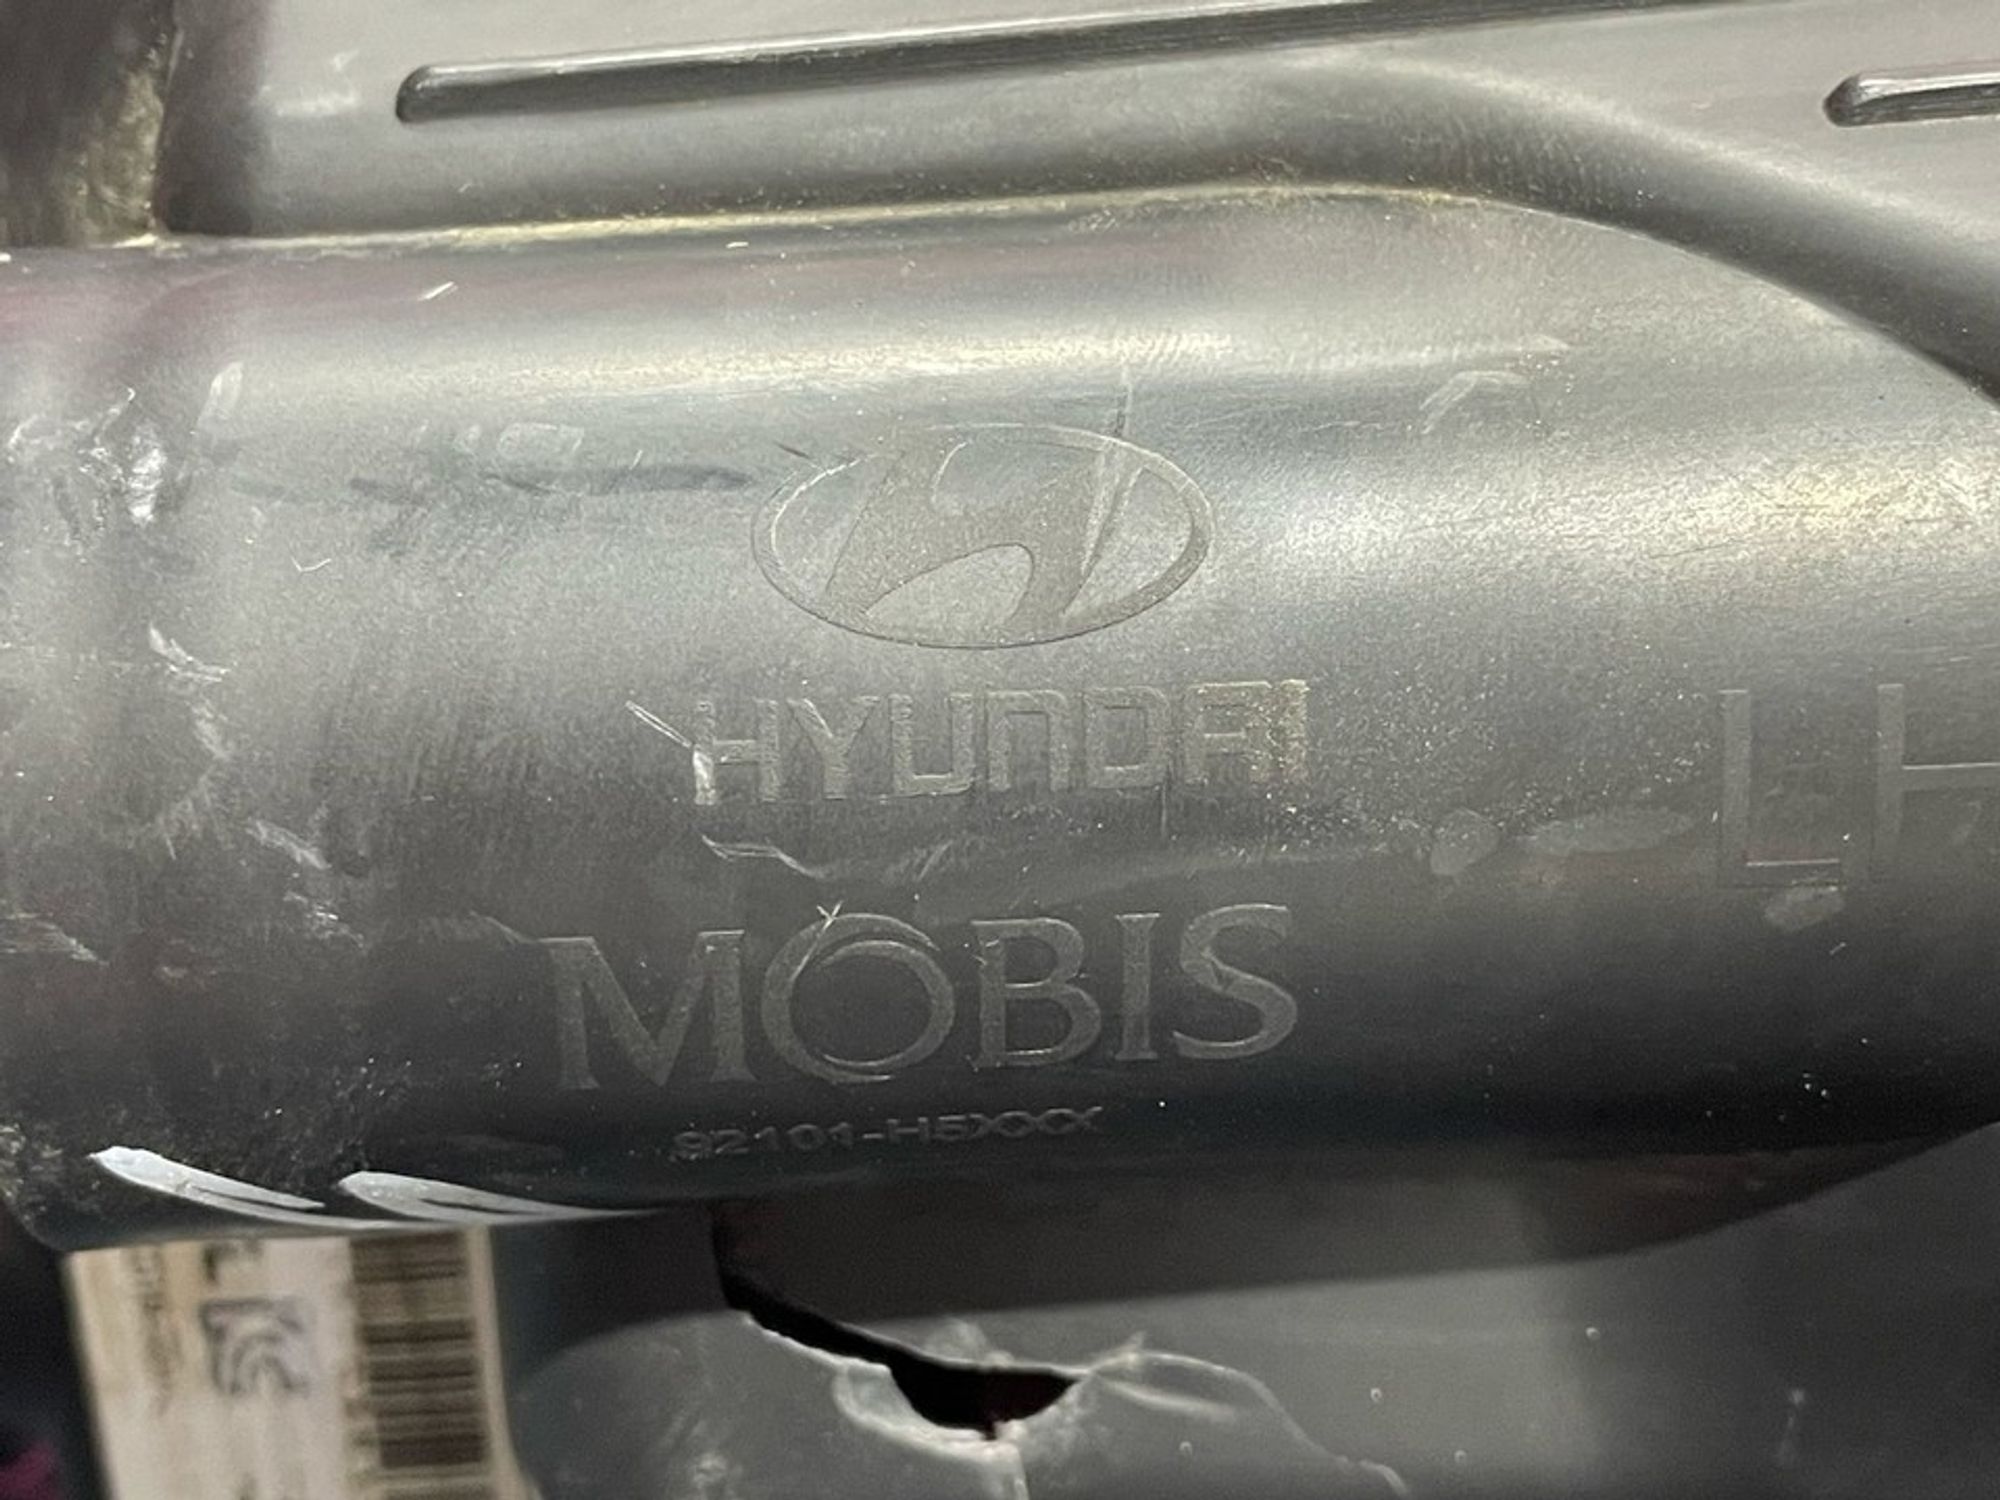 HYUNDAI
LH
MOBIS
92101-H5XXX